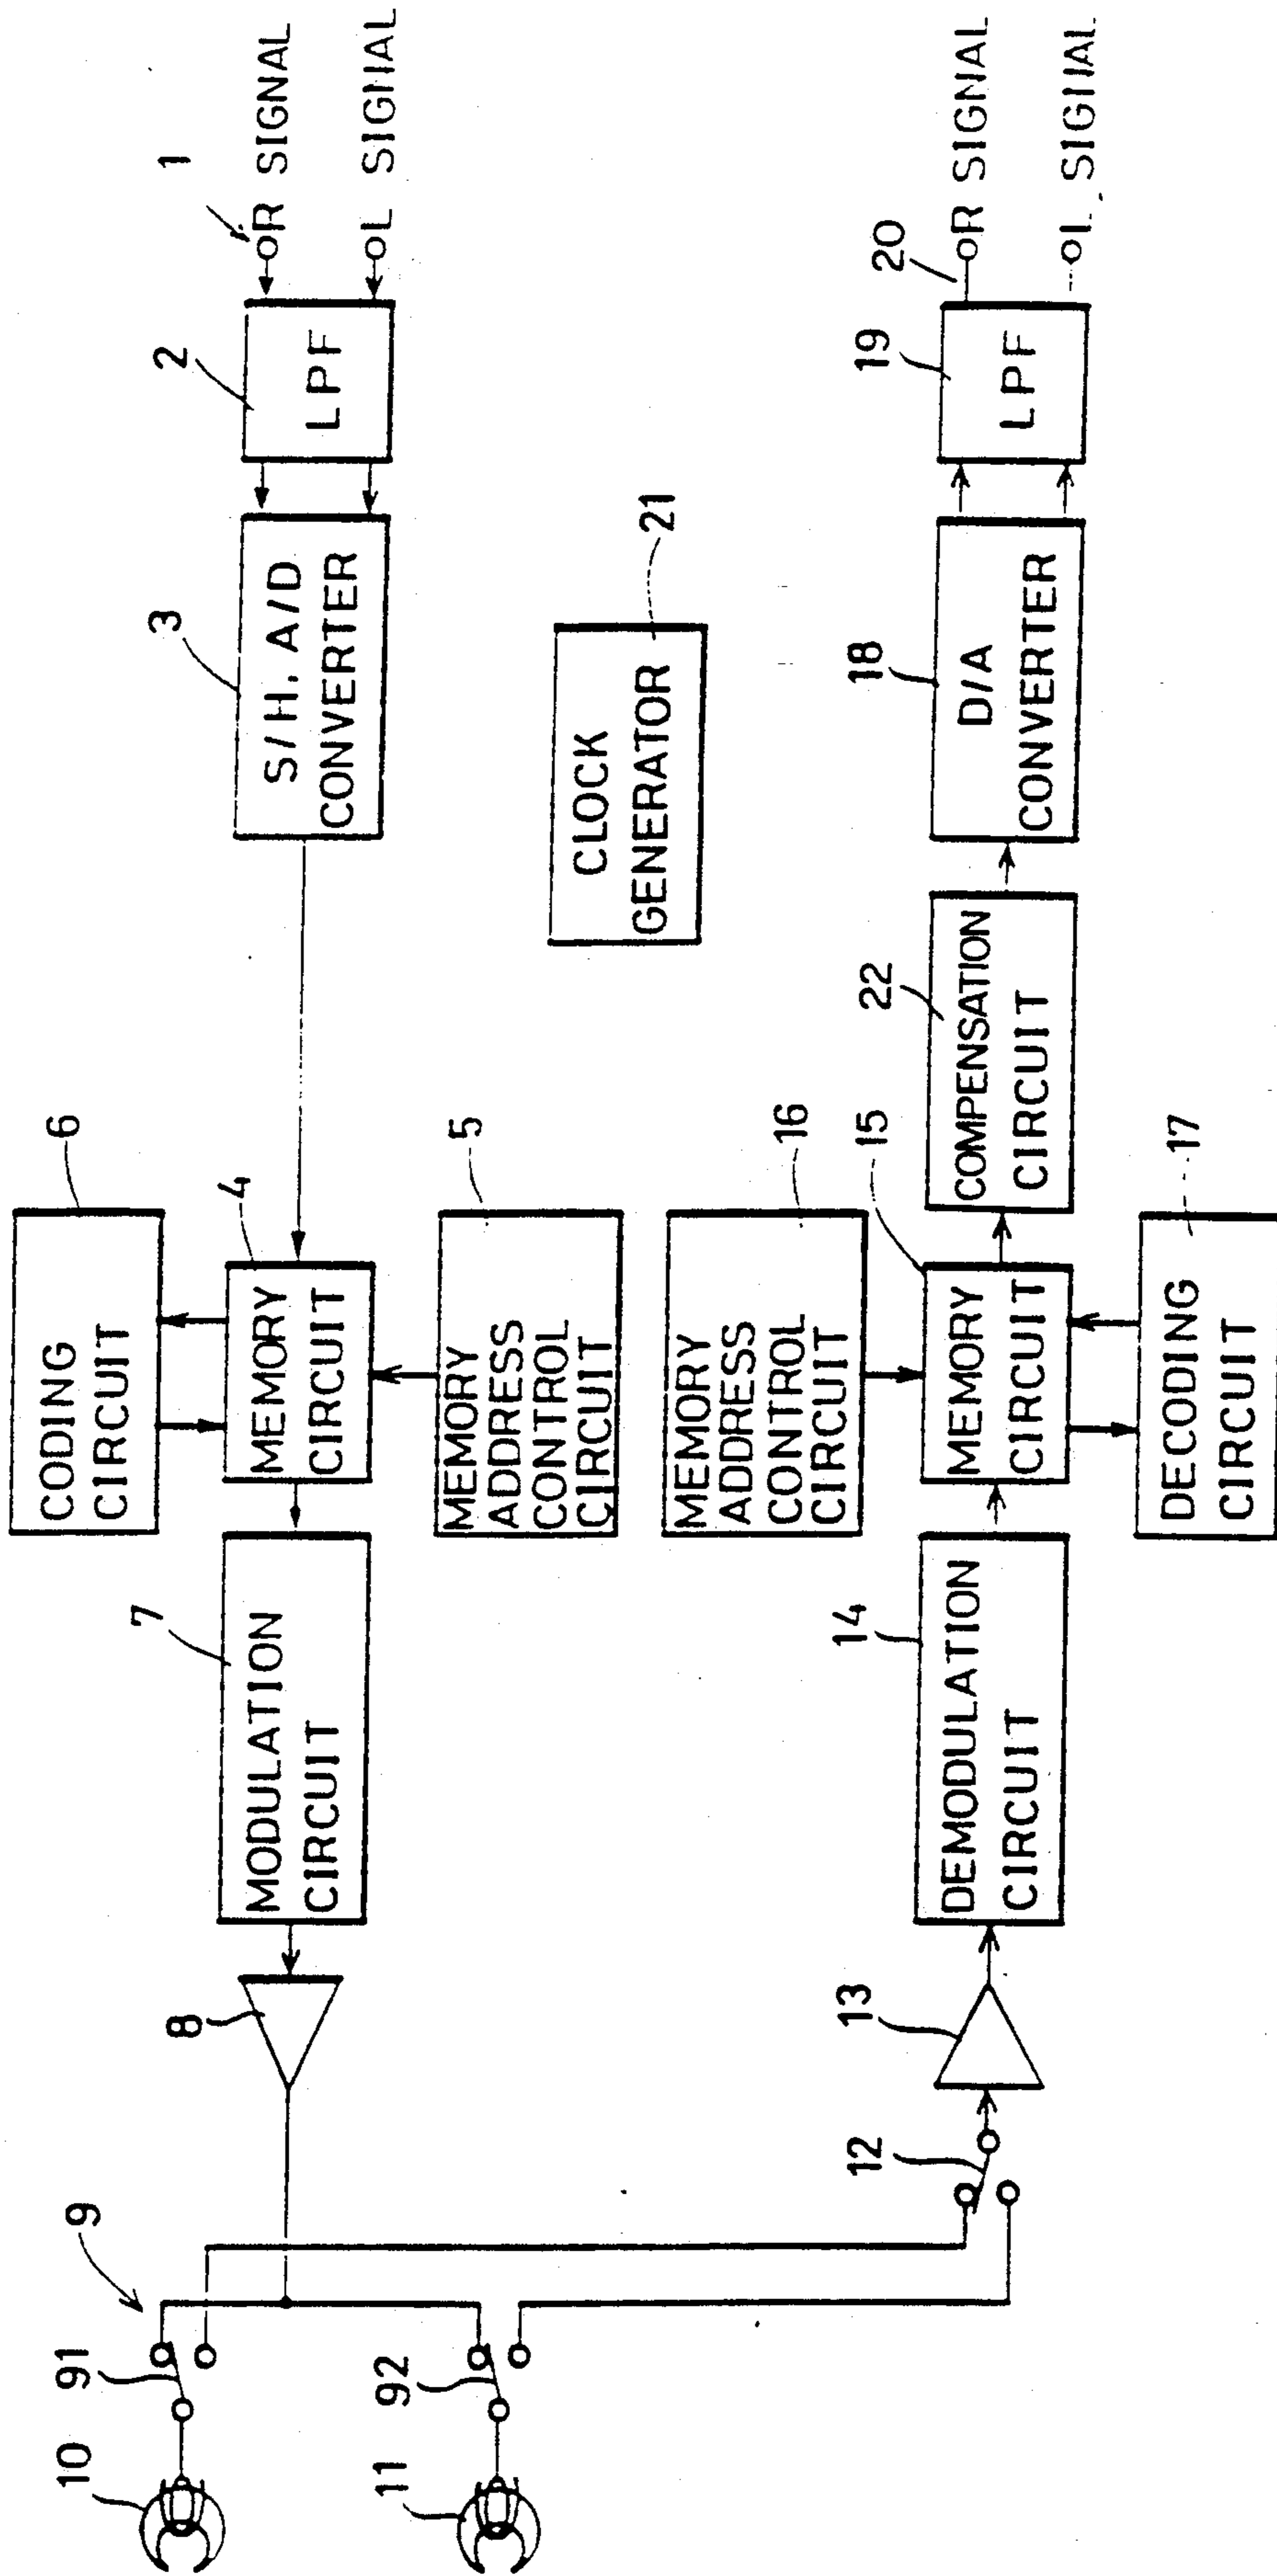 1
R SIGNAL
L SIGNAL
2
LPF
3
S/H. A/D
CONVERTER
6
CODING
CIRCUIT
4
MEMORY
CIRCUIT
5
MEMORY
ADDRESS
CONTROL
CIRCUIT
7
MODULATION
CIRCUIT
8
9
91
92
10
11
21
CLOCK
GENERATOR
12
13
14
DEMODULATION
CIRCUIT
16
MEMORY
ADDRESS
CONTROL
CIRCUIT
15
MEMORY
CIRCUIT
17
DECODING
CIRCUIT
22
COMPENSATION
CIRCUIT
18
D/A
CONVERTER
19
LPF
20
R SIGNAL
L SIGNAL